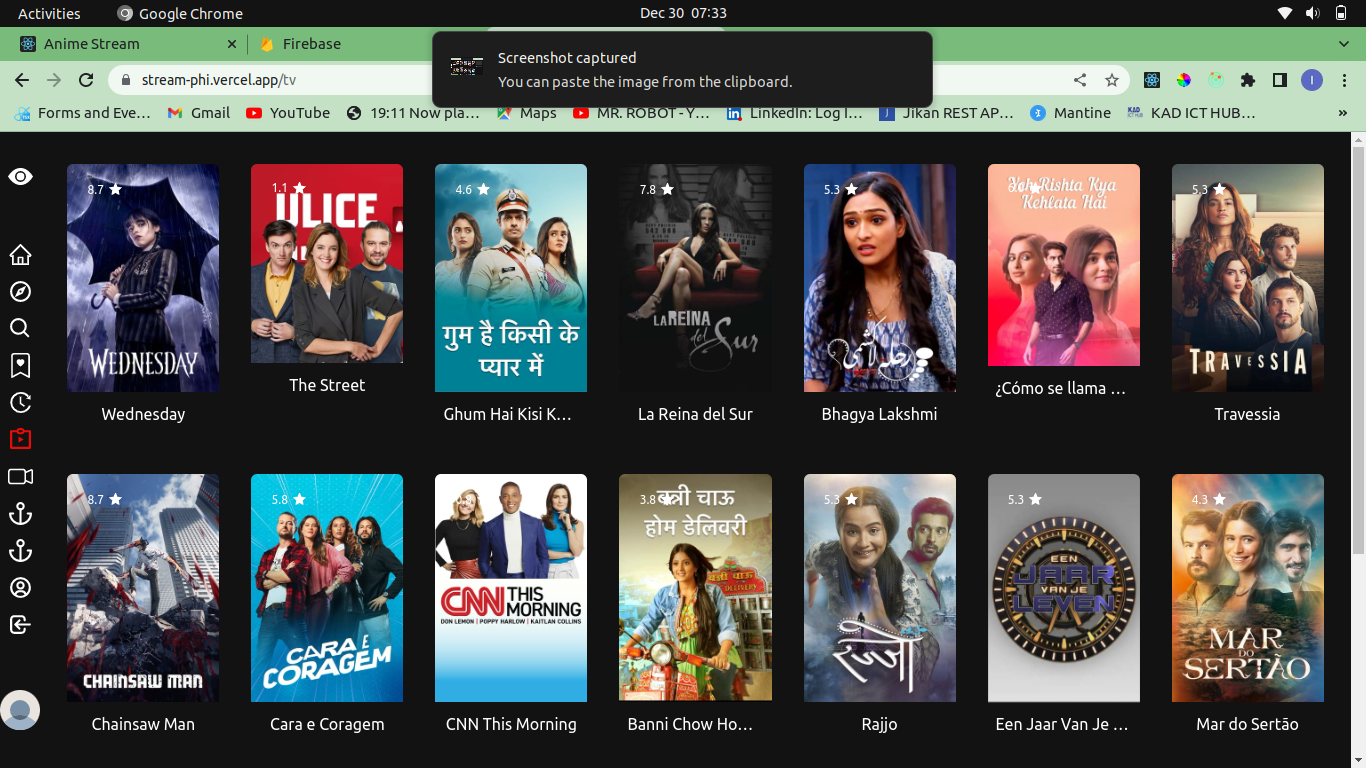 Activities
Google Chrome
Dec 30 07:33
Anime Stream
Firebase
Screenshot captured
You can paste the image from the clipboard.
stream-phi.vercel.app/tv
I
Forms and Eve…
Gmail
YouTube
19:11 Now pla…
Maps
MR. ROBOT - Y…
LinkedIn: Log I…
Jikan REST AP…
Mantine
KAD ICT HUB…
8.7
WEDNESDAY
Wednesday
1.1
ULICE
The Street
4.6
गुम है किसी के
प्यार में
Ghum Hai Kisi K…
7.8
LA REINA
del Sur
La Reina del Sur
5.3
Bhagya Lakshmi
Yeh Rishta Kya
Kehlata Hai
¿Cómo se llama …
5.3
TRAVESSIA
Travessia
8.7
CHAINSAW MAN
Chainsaw Man
5.8
CARA E
CORAGEM
Cara e Coragem
CNN THIS
MORNING
DON LEMON | POPPY HARLOW | KAITLAN COLLINS
CNN This Morning
3.8
बन्नी चाऊ
होम डेलिवरी
DELIVERY
Banni Chow Ho…
5.3
रज्जो
Rajjo
5.3
EEN
JAAR
VAN JE
LEVEN
Een Jaar Van Je …
4.3
MAR
DO
SERTÃO
Mar do Sertão